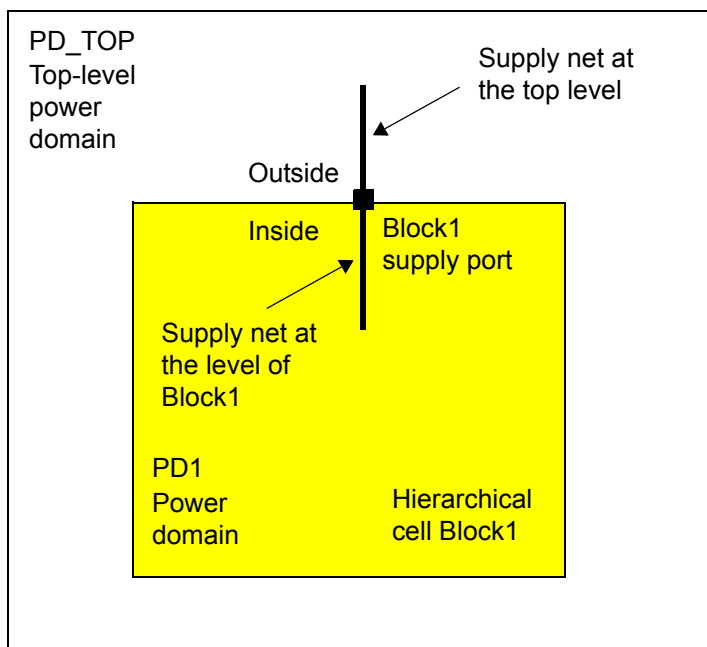 PD_TOP
Top-level
power
domain
Supply net at
the top level
Outside
Inside
Block1
supply port
Supply net at
the level of
Block1
PD1
Power
domain
Hierarchical
cell Block1